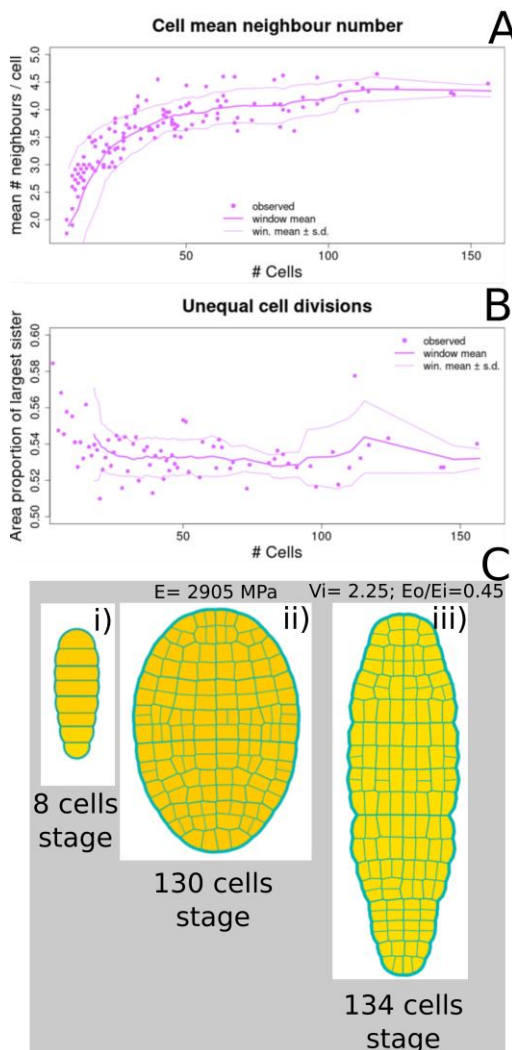 A
Cell mean neighbour number
mean # neighbours / cell
5.0
4.5
4.0
3.5
3.0
2.5
2.0
observed
window mean
win. mean ± s.d.
50
100
150
# Cells
B
Unequal cell divisions
Area proportion of largest sister
0.60
0.58
0.56
0.54
0.52
0.50
observed
window mean
win. mean ± s.d.
50
100
150
# Cells
C
E= 2905 MPa
Vi= 2.25; Eo/Ei=0.45
i)
ii)
iii)
8 cells
stage
130 cells
stage
134 cells
stage